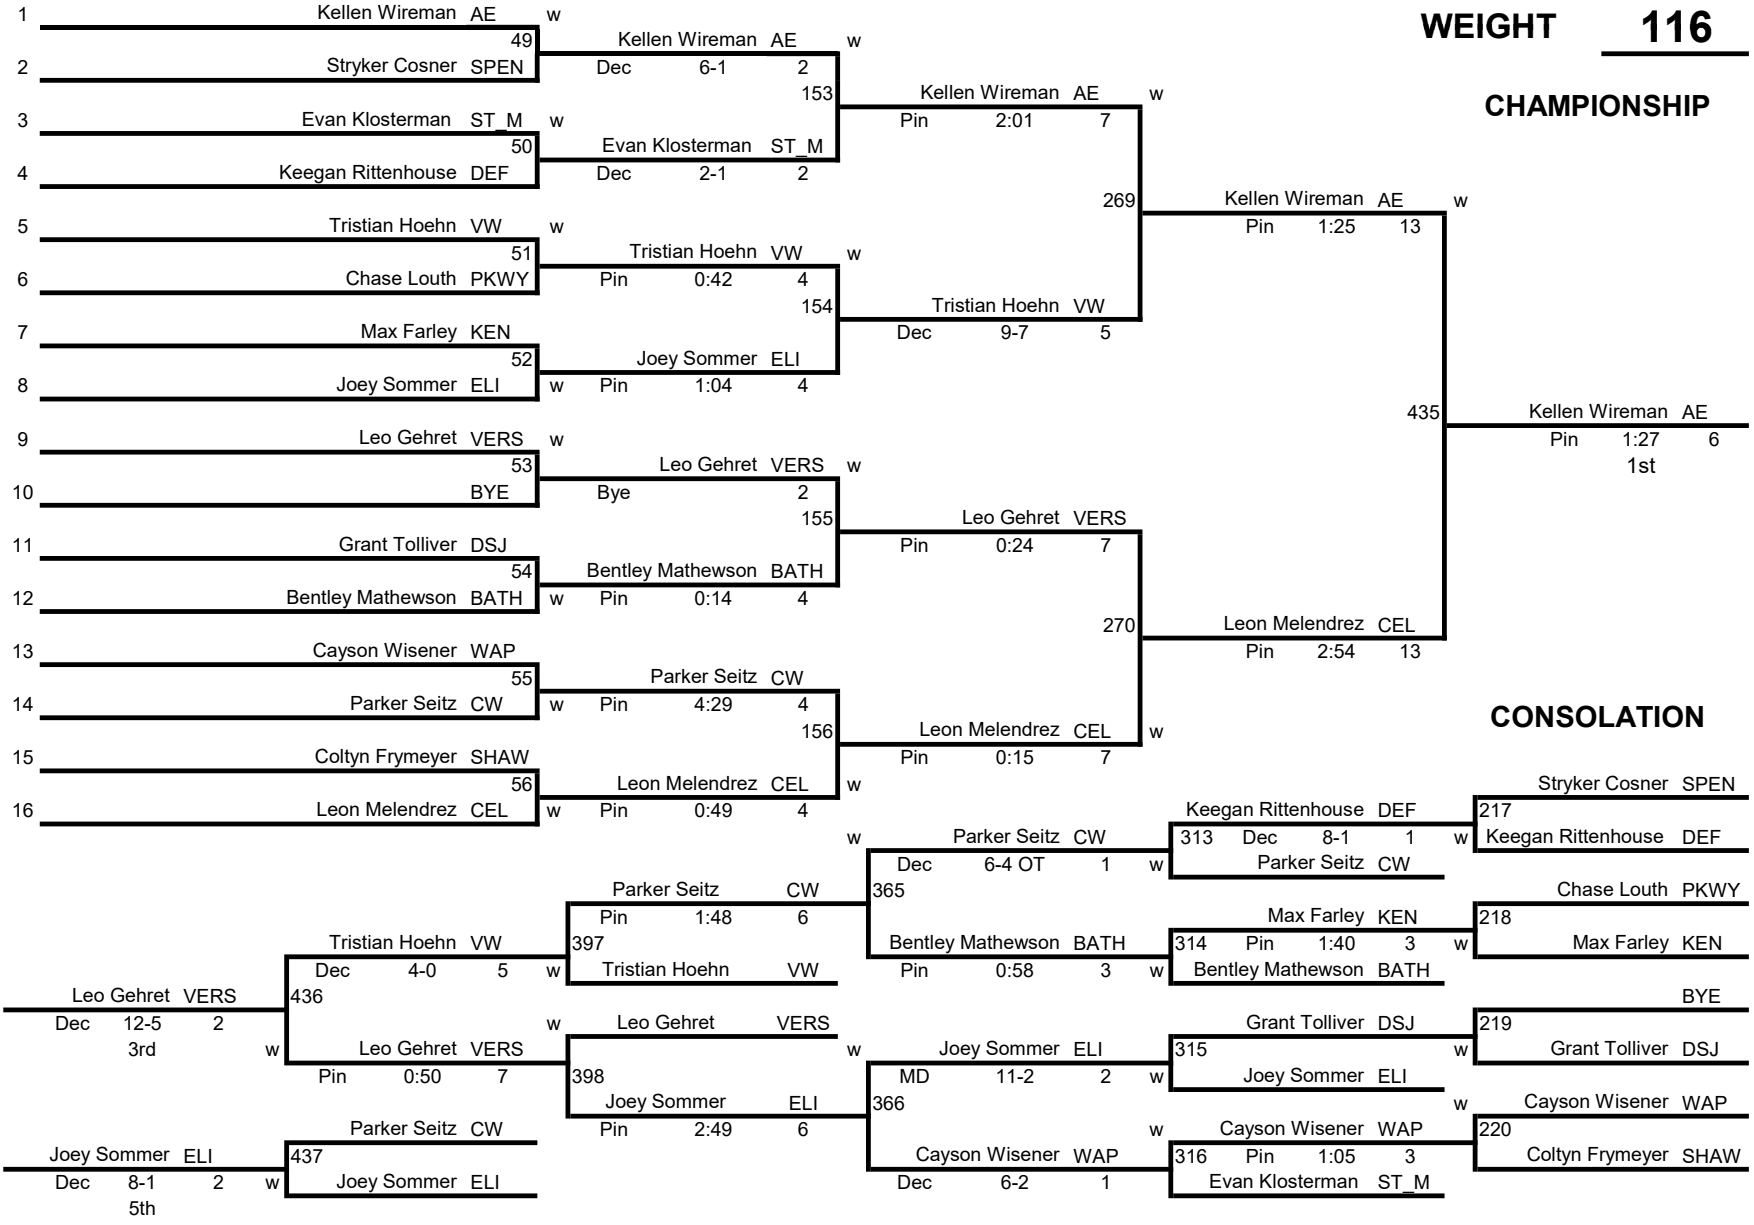 WEIGHT 116
CHAMPIONSHIP
1 Kellen Wireman AE w
49
2 Stryker Cosner SPEN
3 Evan Klosterman ST_M w
50
4 Keegan Rittenhouse DEF
5 Tristian Hoehn VW w
51
6 Chase Louth PKWY
7 Max Farley KEN
52
8 Joey Sommer ELI w
9 Leo Gehret VERS w
53
10 BYE
11 Grant Tolliver DSJ
54
12 Bentley Mathewson BATH w
13 Cayson Wisener WAP
55
14 Parker Seitz CW w
15 Coltyn Frymeyer SHAW
56
16 Leon Melendrez CEL w
Kellen Wireman AE w
Dec 6-1 2
153
Evan Klosterman ST_M
Dec 2-1 2
Tristian Hoehn VW w
Pin 0:42 4
154
Joey Sommer ELI
Pin 1:04 4
Leo Gehret VERS w
Bye 2
155
Bentley Mathewson BATH
Pin 0:14 4
Parker Seitz CW
Pin 4:29 4
156
Leon Melendrez CEL w
Pin 0:49 4
Kellen Wireman AE w
Pin 2:01 7
269
Tristian Hoehn VW
Dec 9-7 5
Leo Gehret VERS
Pin 0:24 7
270
Leon Melendrez CEL w
Pin 0:15 7
Kellen Wireman AE w
Pin 1:25 13
435
Leon Melendrez CEL
Pin 2:54 13
Kellen Wireman AE
Pin 1:27 6
1st
CONSOLATION
Stryker Cosner SPEN
217
w Keegan Rittenhouse DEF
Chase Louth PKWY
218
w Max Farley KEN
BYE
219
w Grant Tolliver DSJ
w Cayson Wisener WAP
220
Coltyn Frymeyer SHAW
Keegan Rittenhouse DEF
313 Dec 8-1 1
w Parker Seitz CW
Max Farley KEN
314 Pin 1:40 3
w Bentley Mathewson BATH
Grant Tolliver DSJ
315
w Joey Sommer ELI
w Cayson Wisener WAP
316 Pin 1:05 3
Evan Klosterman ST_M
w Parker Seitz CW
Dec 6-4 OT 1
365
Bentley Mathewson BATH
Pin 0:58 3
w Joey Sommer ELI
MD 11-2 2
366
Cayson Wisener WAP
Dec 6-2 1
Parker Seitz CW
Pin 1:48 6
397
w Tristian Hoehn VW
w Leo Gehret VERS
398
Joey Sommer ELI
Pin 2:49 6
Tristian Hoehn VW
Dec 4-0 5
436
w Leo Gehret VERS
Pin 0:50 7
Leo Gehret VERS
Dec 12-5 2
3rd
Parker Seitz CW
437
w Joey Sommer ELI
Joey Sommer ELI
Dec 8-1 2
5th